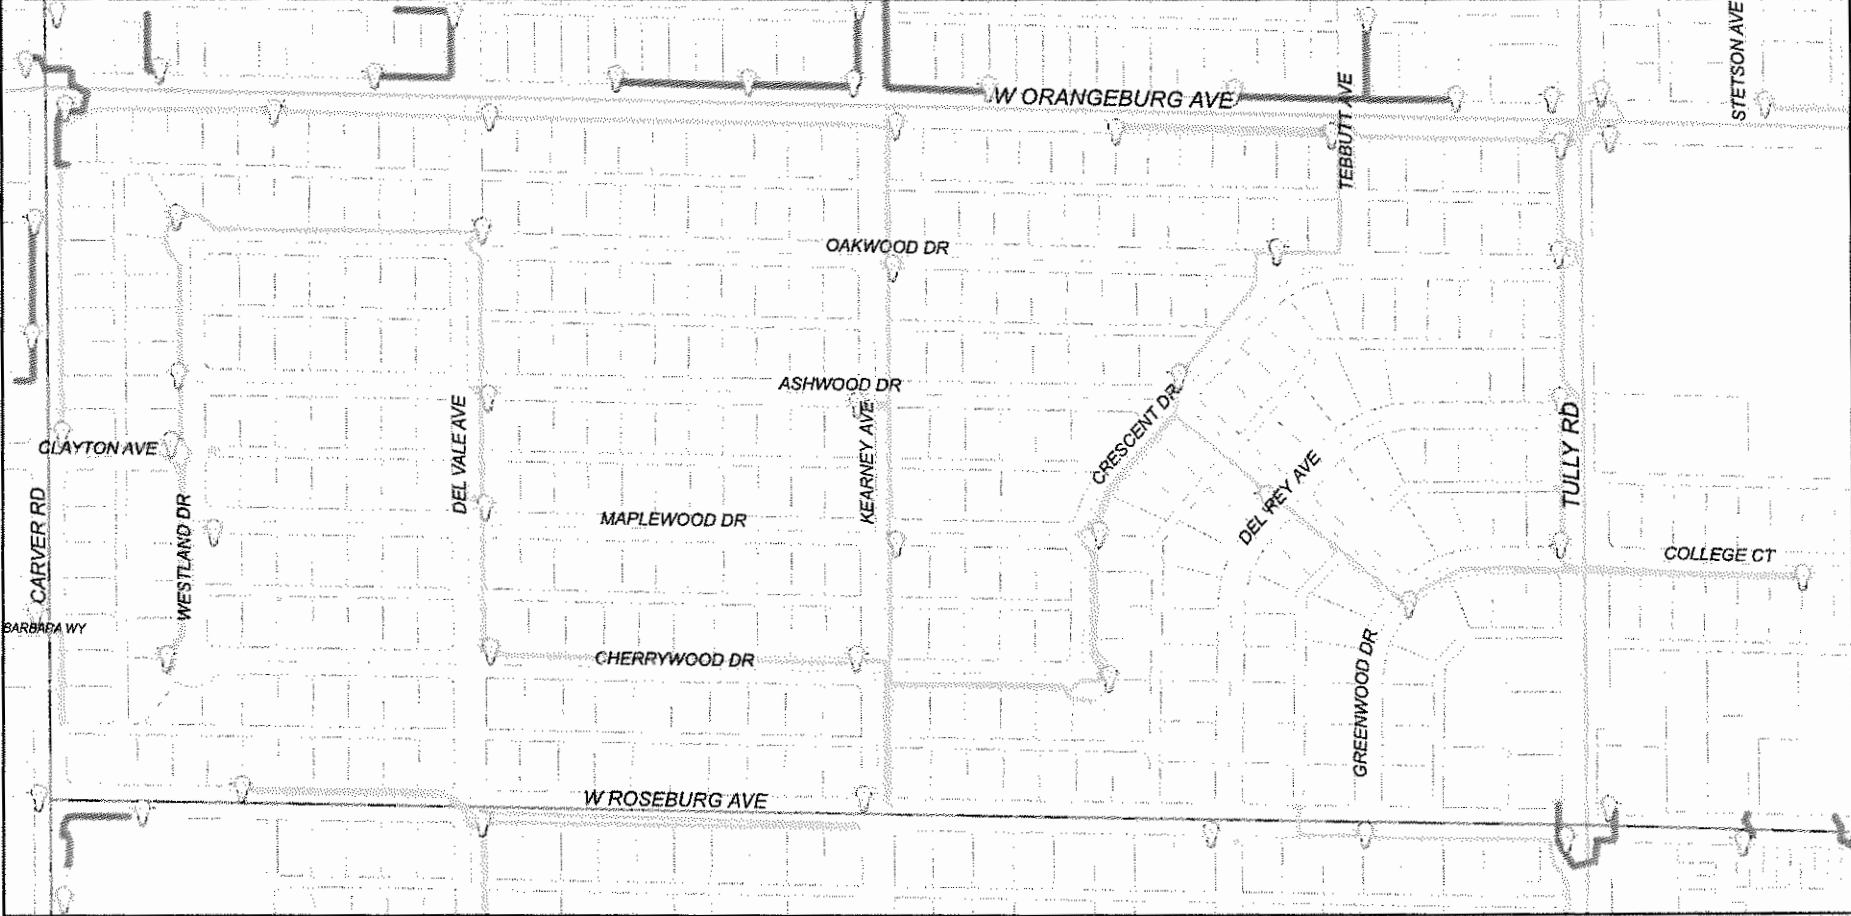 STETSON AVE
W ORANGEBURG AVE
TEBBUTT AVE
OAKWOOD DR
ASHWOOD DR
CRESCENT DR
KEARNEY AVE
DEL VALE AVE
CLAYTON AVE
TULLY RD
DEL REY AVE
MAPLEWOOD DR
CARVER RD
WESTLAND DR
COLLEGE CT
BARBARA WY
CHERRYWOOD DR
GREENWOOD DR
W ROSEBURG AVE